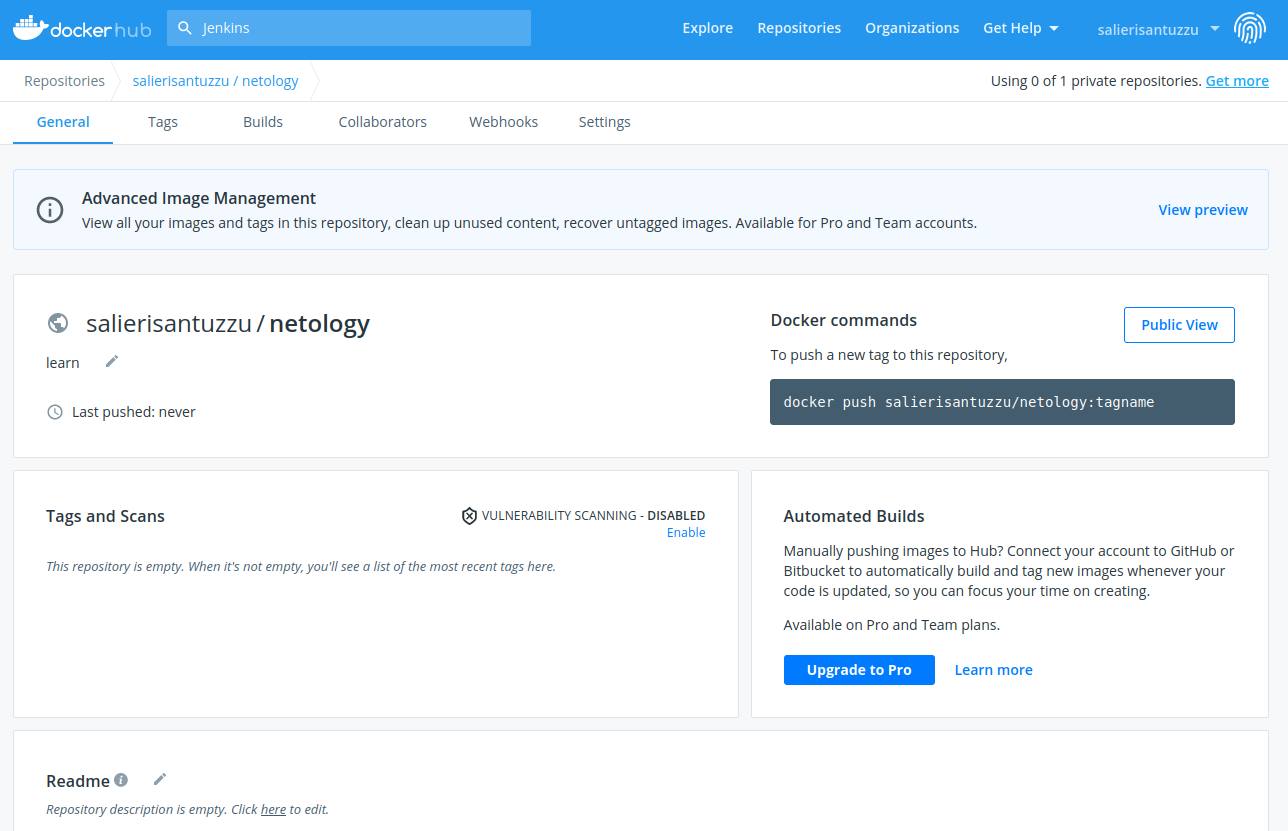 docker hub
Jenkins
Explore Repositories Organizations Get Help salierisantuzzu
Repositories salierisantuzzu / netology Using 0 of 1 private repositories. Get more
General Tags Builds Collaborators Webhooks Settings
Advanced Image Management
View all your images and tags in this repository, clean up unused content, recover untagged images. Available for Pro and Team accounts.
View preview
salierisantuzzu / netology
learn
Last pushed: never
Docker commands
Public View
To push a new tag to this repository,
docker push salierisantuzzu/netology:tagname
Tags and Scans
VULNERABILITY SCANNING - DISABLED
Enable
This repository is empty. When it's not empty, you'll see a list of the most recent tags here.
Automated Builds
Manually pushing images to Hub? Connect your account to GitHub or
Bitbucket to automatically build and tag new images whenever your
code is updated, so you can focus your time on creating.
Available on Pro and Team plans.
Upgrade to Pro Learn more
Readme
Repository description is empty. Click here to edit.